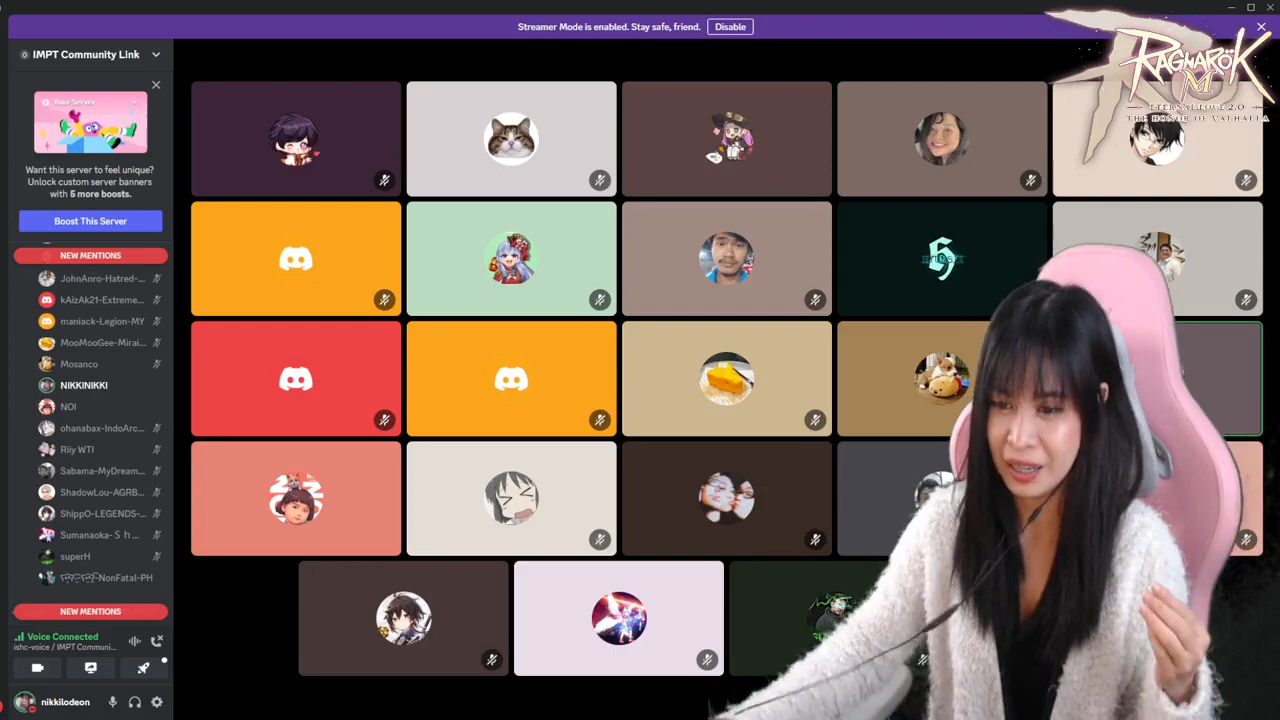 Streamer Mode is enabled. Stay safe, friend.
Disable
IMPT Community Link
Your Server
Want this server to feel unique?
Unlock custom server banners
with 5 more boosts.
Boost This Server
NEW MENTIONS
JohnAnro-Hatred-...
kAizAk21-Extreme...
maniack-Legion-MY
MooMooGee-Mirai...
Mosanco
NIKKINIKKI
NOI
ohanabax-IndoArc...
Riiy WTI
Sabama-MyDream...
ShadowLou-AGRB...
ShippO-LEGENDS-...
Sumanaoka-Ｓｈ...
superH
NonFatal-PH
NEW MENTIONS
Voice Connected
ishc-voice / IMPT Communi...
nikkilodeon
RAGNARÖK
M
ETERNAL LOVE 2.0
THE HONOR OF VALHALLA